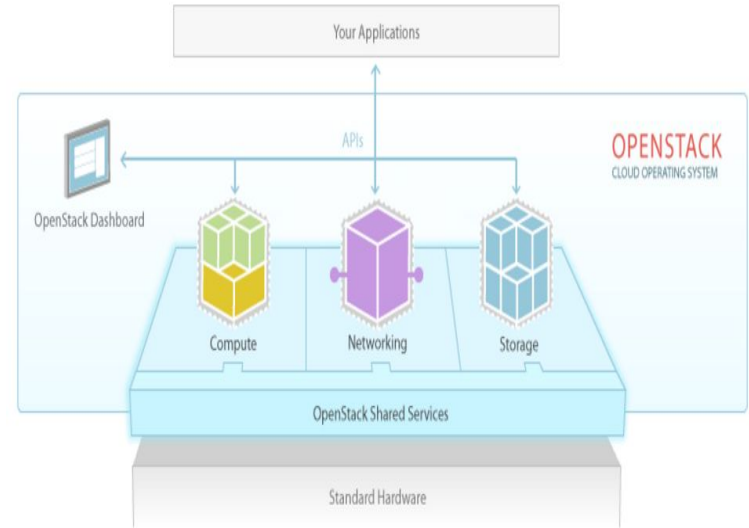 Your Applications
APIs
OPENSTACK
CLOUD OPERATING SYSTEM
OpenStack Dashboard
Compute
Networking
Storage
OpenStack Shared Services
Standard Hardware